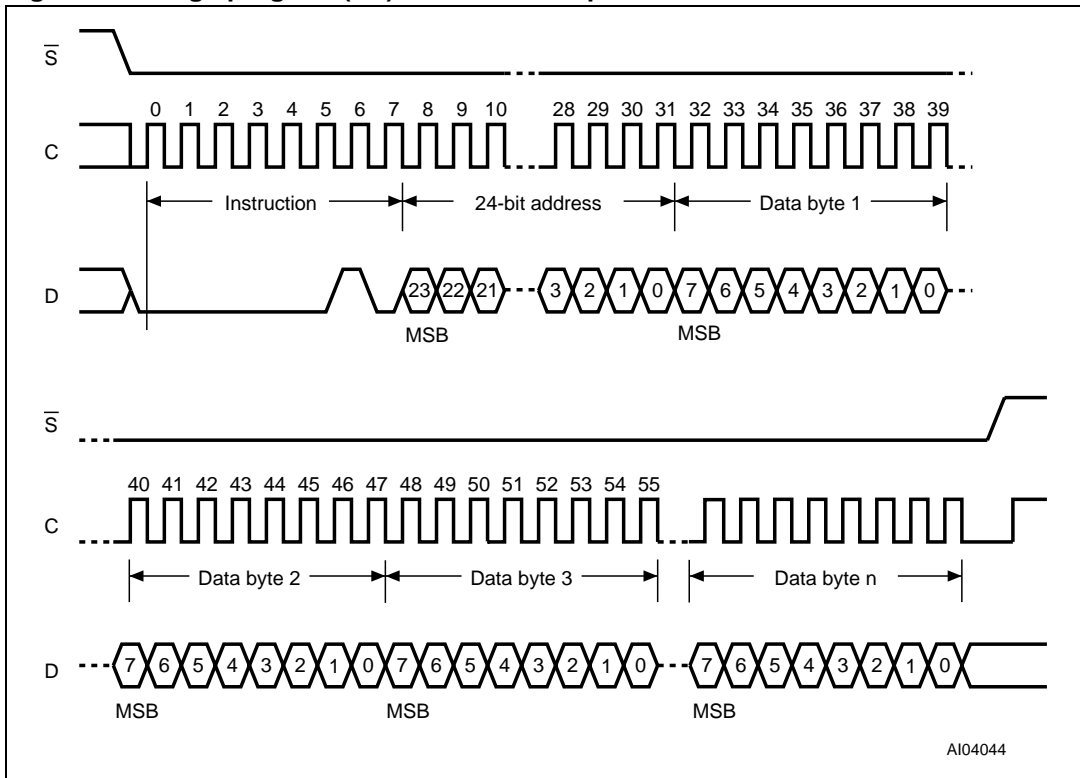 S
0 1 2 3 4 5 6 7 8 9 10 28 29 30 31 32 33 34 35 36 37 38 39
C
Instruction 24-bit address Data byte 1
D 23 22 21 3 2 1 0 7 6 5 4 3 2 1 0
MSB MSB
S
40 41 42 43 44 45 46 47 48 49 50 51 52 53 54 55
C
Data byte 2 Data byte 3 Data byte n
D 7 6 5 4 3 2 1 0 7 6 5 4 3 2 1 0 7 6 5 4 3 2 1 0
MSB MSB MSB
AI04044